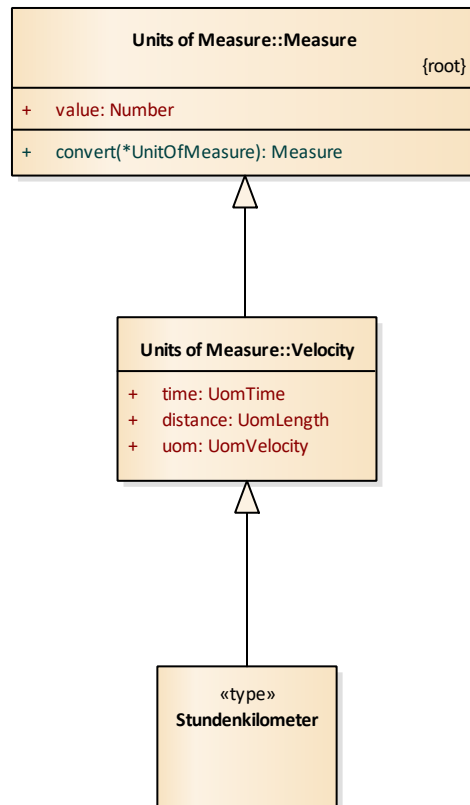 Units of Measure::Measure
{root}
+ value: Number
+ convert(*UnitOfMeasure): Measure
Units of Measure::Velocity
+ time: UomTime
+ distance: UomLength
+ uom: UomVelocity
«type»
Stundenkilometer